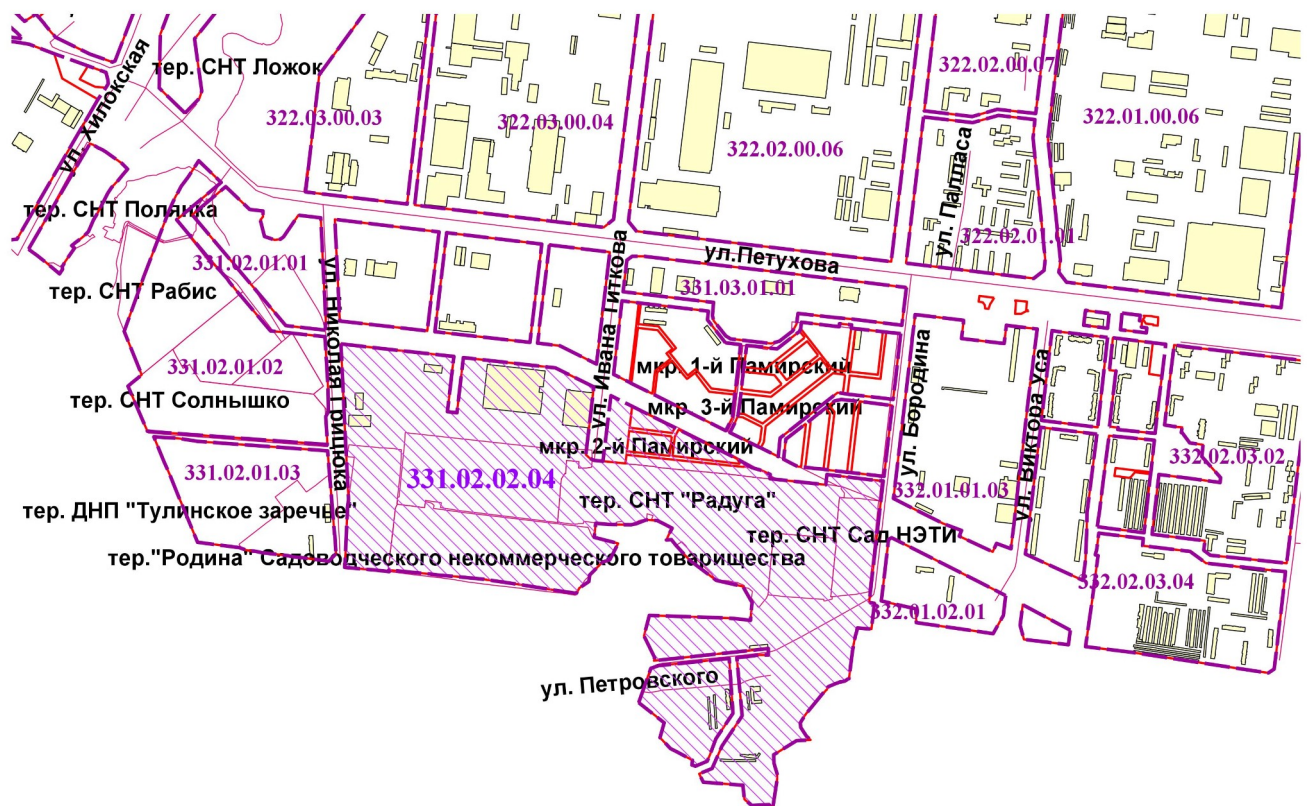 ул. Хилокская
тер. СНТ Ложок
322.03.00.03
322.03.00.04
322.02.00.06
322.02.00.07
322.01.00.06
ул. Палласа
322.02.01.01
тер. СНТ Полянка
331.02.01.01
тер. СНТ Рабис
ул. Николая Грицюка
ул. Ивана Титкова
ул.Петухова
331.03.01.01
331.02.01.02
тер. СНТ Солнышко
мкр. 1-й Памирский
мкр. 3-й Памирский
мкр. 2-й Памирский
ул. Бородина
ул. Виктора Уса
332.02.03.02
331.02.01.03
331.02.02.04
332.01.01.03
тер. ДНП "Тулинское заречье"
тер. СНТ "Радуга"
тер. СНТ Сад НЭТИ
тер."Родина" Садоводческого некоммерческого товарищества
332.01.02.01
332.02.03.04
ул. Петровского